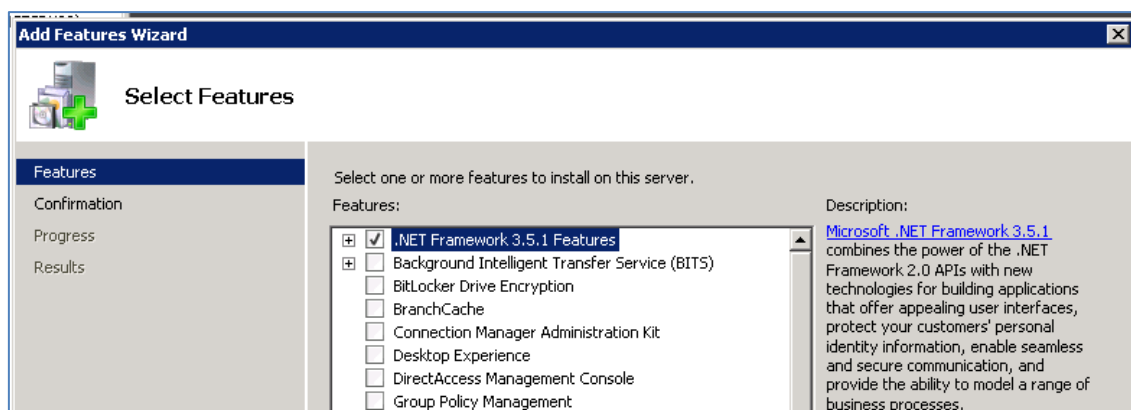 Add Features Wizard
Select Features
Features
Confirmation
Progress
Results
Select one or more features to install on this server.
Features:
.NET Framework 3.5.1 Features
Background Intelligent Transfer Service (BITS)
BitLocker Drive Encryption
BranchCache
Connection Manager Administration Kit
Desktop Experience
DirectAccess Management Console
Group Policy Management
Description:
Microsoft .NET Framework 3.5.1
combines the power of the .NET
Framework 2.0 APIs with new
technologies for building applications
that offer appealing user interfaces,
protect your customers' personal
identity information, enable seamless
and secure communication, and
provide the ability to model a range of
business processes.